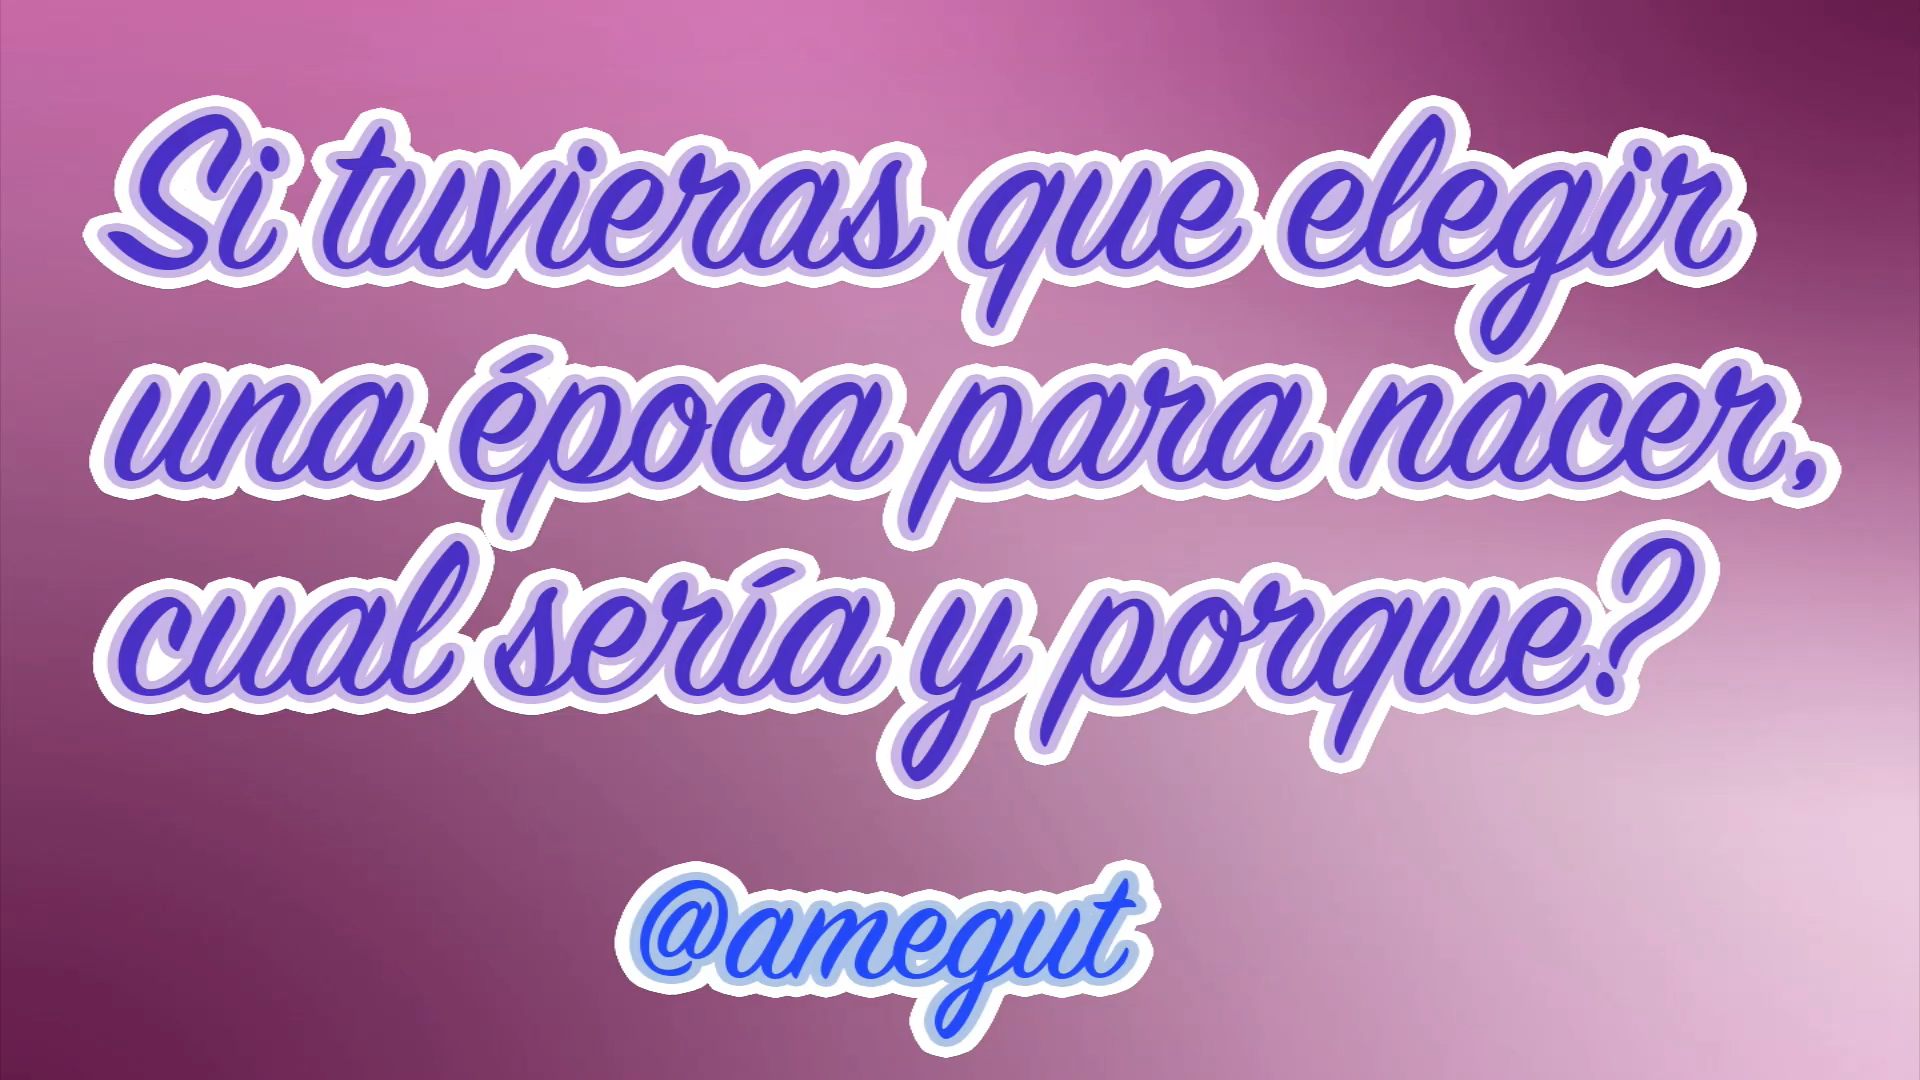 Si tuvieras que elegir
una época para nacer,
cual sería y porque?
@amegut